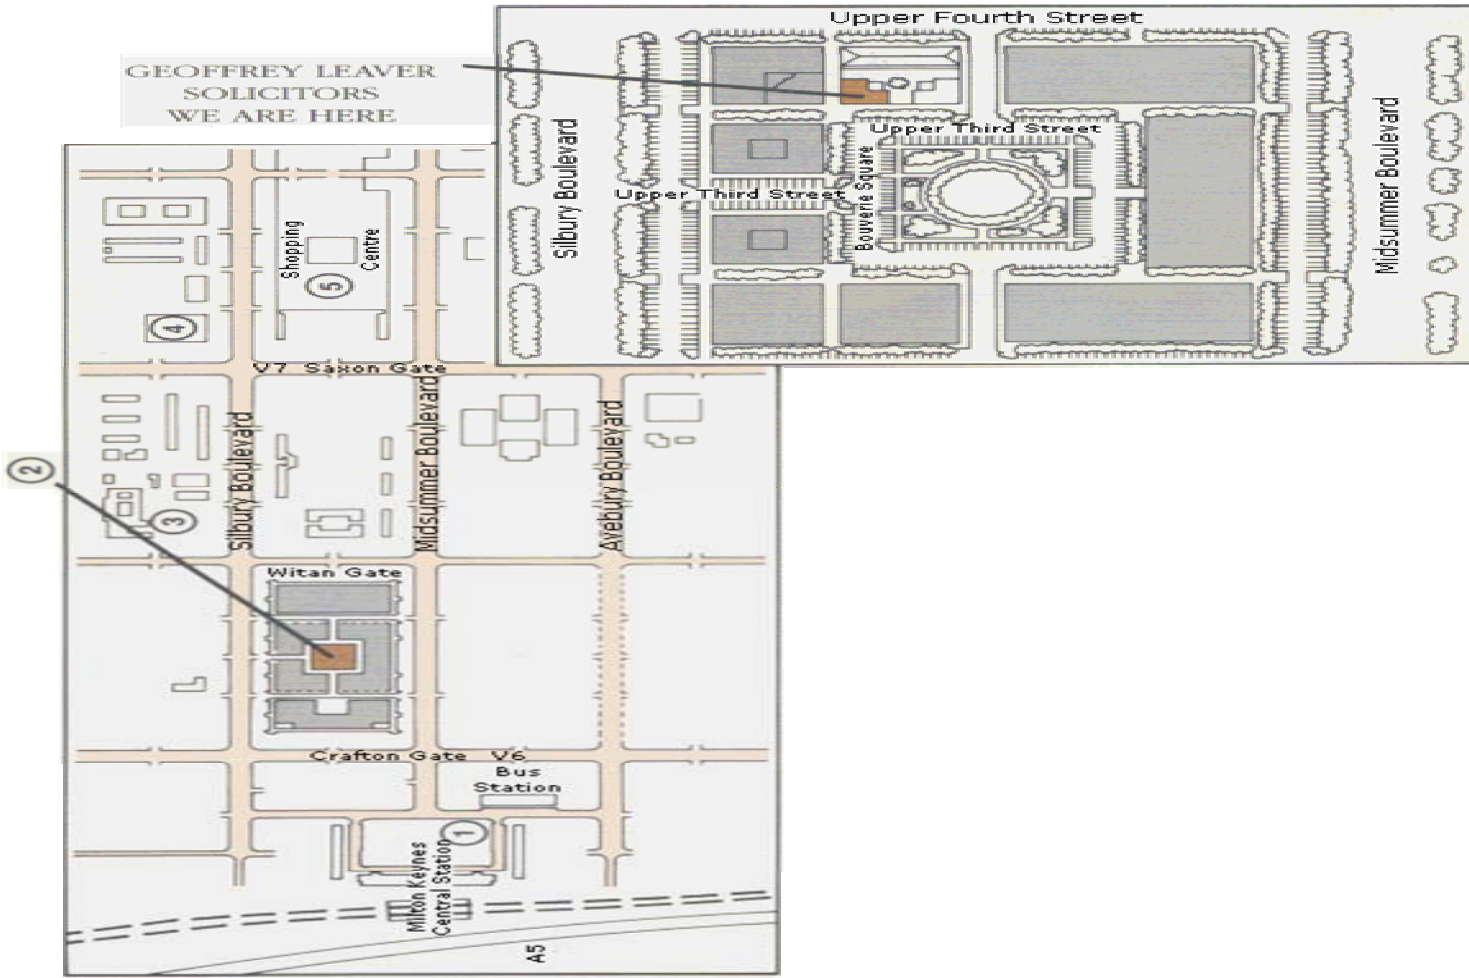 Upper Fourth Street
GEOFFREY LEAVER
SOLICITORS
WE ARE HERE
Silbury Boulevard
Upper Third Street
Upper Third Street
Bouverie Square
Midsummer Boulevard
Shopping
Centre
5
4
V7 Saxon Gate
Silbury Boulevard
Midsummer Boulevard
Avebury Boulevard
2
3
Witan Gate
Crafton Gate V6
Bus
Station
1
Milton Keynes
Central Station
A5